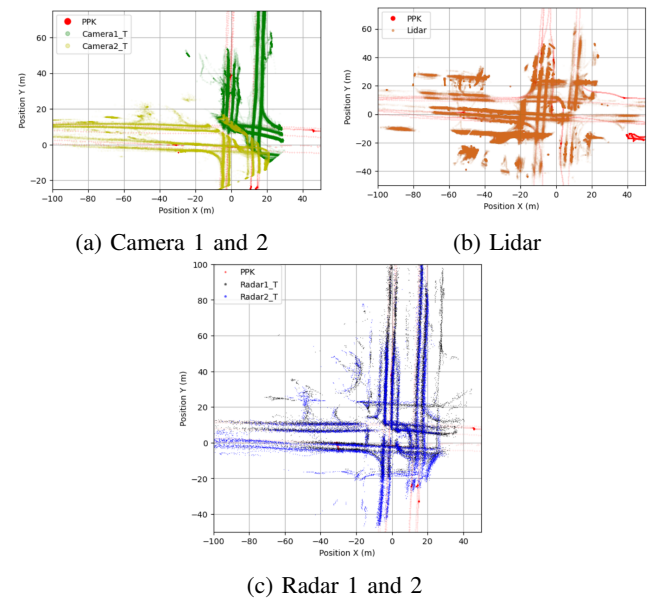 PPK
Camera1_T
Camera2_T
Position Y (m)
60
40
20
0
−20
−100
−80
−60
−40
−20
0
20
40
Position X (m)
(a) Camera 1 and 2
PPK
Lidar
Position Y (m)
60
40
20
0
−20
−40
−80
−60
−40
−20
0
20
40
Position X (m)
(b) Lidar
PPK
Radar1_T
Radar2_T
Position Y (m)
100
80
60
40
20
0
−20
−40
−100
−80
−60
−40
−20
0
20
40
Position X (m)
(c) Radar 1 and 2